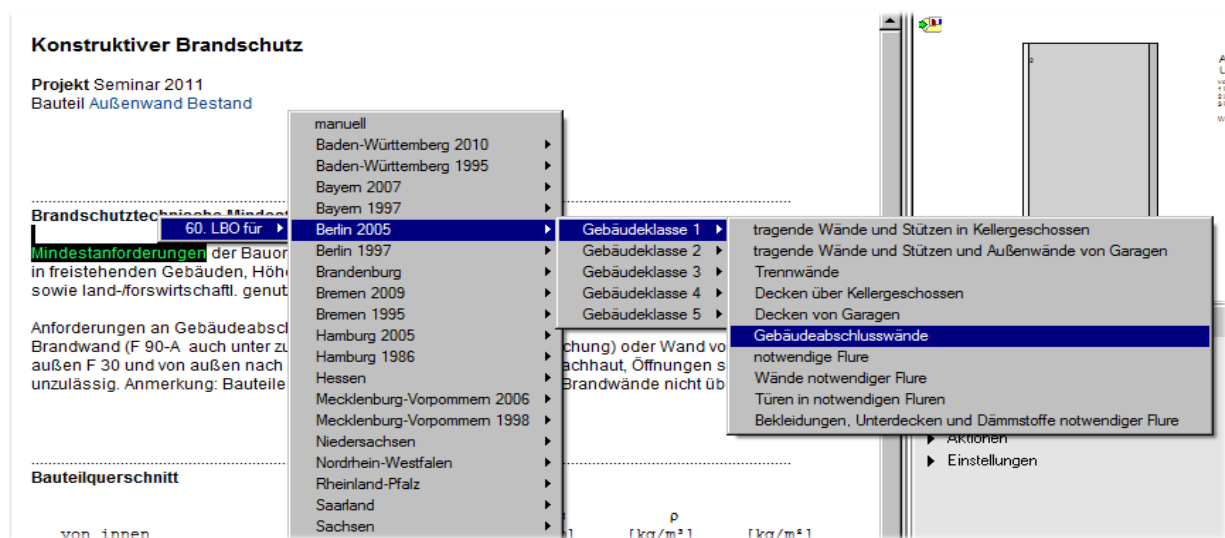 Konstruktiver Brandschutz
Projekt Seminar 2011
Bauteil Außenwand Bestand
Brandschutztechnische Mindest
60. LBO für
Mindestanforderungen der Bauor
in freistehenden Gebäuden, Höhe
sowie land-/forswirtschaftl. genut
Anforderungen an Gebäudeabsch
Brandwand (F 90-A auch unter zu chung) oder Wand vo
außen F 30 und von außen nach achhaut, Öffnungen s
unzulässig. Anmerkung: Bauteile Brandwände nicht üb
Bauteilquerschnitt
von innen
ρ
[kg/m³] [kg/m²]
manuell
Baden-Württemberg 2010
Baden-Württemberg 1995
Bayern 2007
Bayern 1997
Berlin 2005
Berlin 1997
Brandenburg
Bremen 2009
Bremen 1995
Hamburg 2005
Hamburg 1986
Hessen
Mecklenburg-Vorpommern 2006
Mecklenburg-Vorpommern 1998
Niedersachsen
Nordrhein-Westfalen
Rheinland-Pfalz
Saarland
Sachsen
Gebäudeklasse 1
Gebäudeklasse 2
Gebäudeklasse 3
Gebäudeklasse 4
Gebäudeklasse 5
tragende Wände und Stützen in Kellergeschossen
tragende Wände und Stützen und Außenwände von Garagen
Trennwände
Decken über Kellergeschossen
Decken von Garagen
Gebäudeabschlusswände
notwendige Flure
Wände notwendiger Flure
Türen in notwendigen Fluren
Bekleidungen, Unterdecken und Dämmstoffe notwendiger Flure
Aktionen
Einstellungen